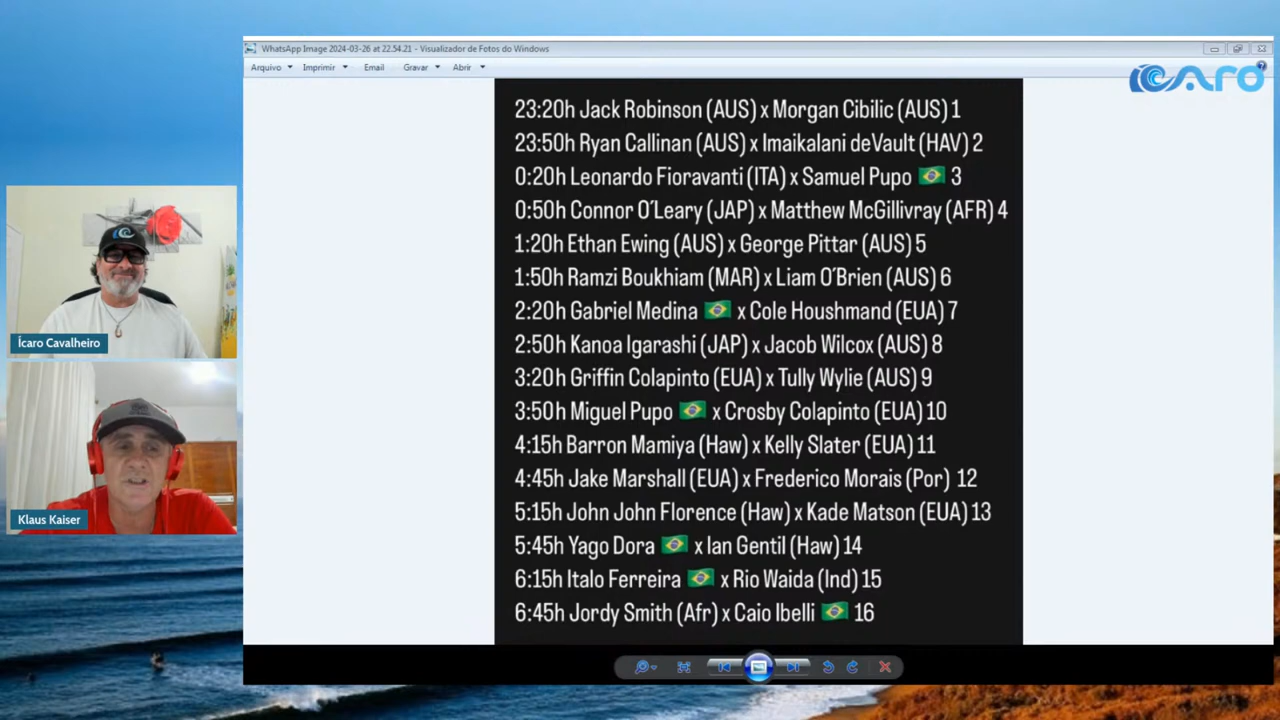 WhatsApp Image 2024-03-26 at 22.54.21 - Visualizador de Fotos do Windows
Arquivo Imprimir Email Gravar Abrir
ICARO
23:20h Jack Robinson (AUS) x Morgan Cibilic (AUS) 1
23:50h Ryan Callinan (AUS) x Imaikalani deVault (HAV) 2
0:20h Leonardo Fioravanti (ITA) x Samuel Pupo 🇧🇷 3
0:50h Connor O´Leary (JAP) x Matthew McGillivray (AFR) 4
1:20h Ethan Ewing (AUS) x George Pittar (AUS) 5
1:50h Ramzi Boukhiam (MAR) x Liam O´Brien (AUS) 6
2:20h Gabriel Medina 🇧🇷 x Cole Houshmand (EUA) 7
2:50h Kanoa Igarashi (JAP) x Jacob Wilcox (AUS) 8
3:20h Griffin Colapinto (EUA) x Tully Wylie (AUS) 9
3:50h Miguel Pupo 🇧🇷 x Crosby Colapinto (EUA) 10
4:15h Barron Mamiya (Haw) x Kelly Slater (EUA) 11
4:45h Jake Marshall (EUA) x Frederico Morais (Por) 12
5:15h John John Florence (Haw) x Kade Matson (EUA) 13
5:45h Yago Dora 🇧🇷 x Ian Gentil (Haw) 14
6:15h Italo Ferreira 🇧🇷 x Rio Waida (Ind) 15
6:45h Jordy Smith (Afr) x Caio Ibelli 🇧🇷 16
Ícaro Cavalheiro
Klaus Kaiser